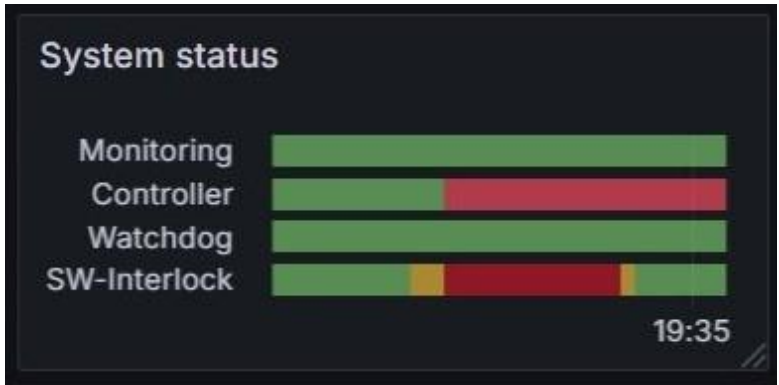 System status
Monitoring
Controller
Watchdog
SW-Interlock
19:35